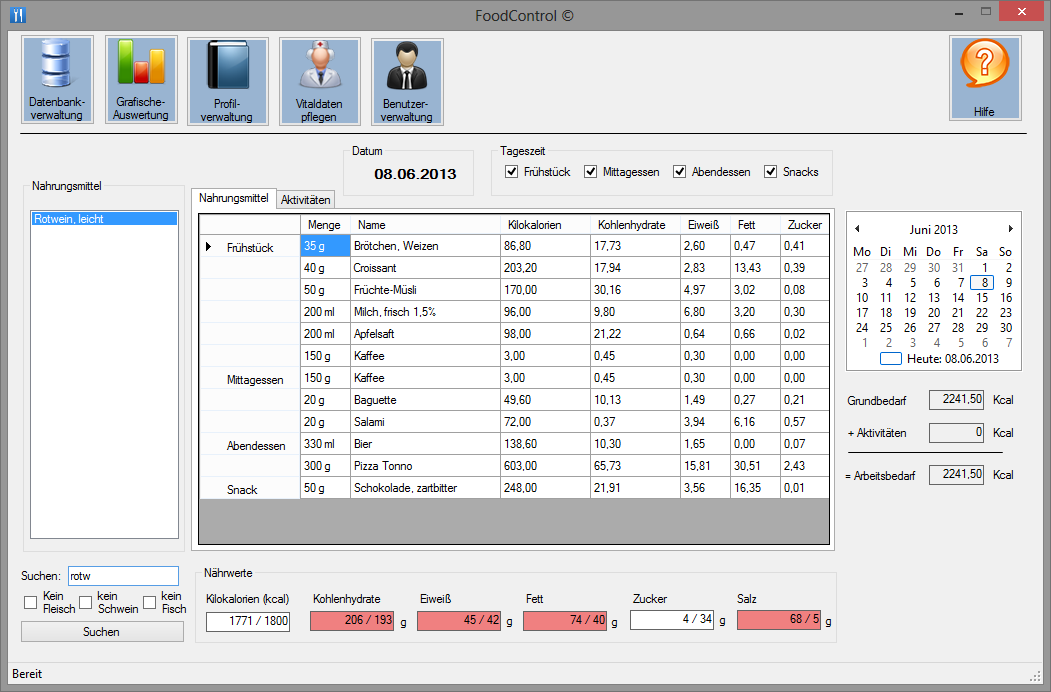 FoodControl ©
Datenbank-
verwaltung
Grafische-
Auswertung
Profil-
verwaltung
Vitaldaten
pflegen
Benutzer-
verwaltung
Hilfe
Datum
08.06.2013
Tageszeit
Frühstück Mittagessen Abendessen Snacks
Nahrungsmittel
Rotwein, leicht
Nahrungsmittel Aktivitäten
Menge Name Kilokalorien Kohlenhydrate Eiweiß Fett Zucker
Frühstück 35 g Brötchen, Weizen 86,80 17,73 2,60 0,47 0,41
40 g Croissant 203,20 17,94 2,83 13,43 0,39
50 g Früchte-Müsli 170,00 30,16 4,97 3,02 0,08
200 ml Milch, frisch 1,5% 96,00 9,80 6,80 3,20 0,30
200 ml Apfelsaft 98,00 21,22 0,64 0,66 0,02
150 g Kaffee 3,00 0,45 0,30 0,00 0,00
Mittagessen 150 g Kaffee 3,00 0,45 0,30 0,00 0,00
20 g Baguette 49,60 10,13 1,49 0,27 0,21
20 g Salami 72,00 0,37 3,94 6,16 0,57
Abendessen 330 ml Bier 138,60 10,30 1,65 0,00 0,07
300 g Pizza Tonno 603,00 65,73 15,81 30,51 2,43
Snack 50 g Schokolade, zartbitter 248,00 21,91 3,56 16,35 0,01
Juni 2013
Mo Di Mi Do Fr Sa So
27 28 29 30 31 1 2
3 4 5 6 7 8 9
10 11 12 13 14 15 16
17 18 19 20 21 22 23
24 25 26 27 28 29 30
1 2 3 4 5 6 7
Heute: 08.06.2013
Grundbedarf 2241,50 Kcal
+ Aktivitäten 0 Kcal
= Arbeitsbedarf 2241,50 Kcal
Suchen: rotw
Kein
Fleisch
kein
Schwein
kein
Fisch
Suchen
Nährwerte
Kilokalorien (kcal) Kohlenhydrate Eiweiß Fett Zucker Salz
1771 / 1800 206 / 193 g 45 / 42 g 74 / 40 g 4 / 34 g 68 / 5 g
Bereit